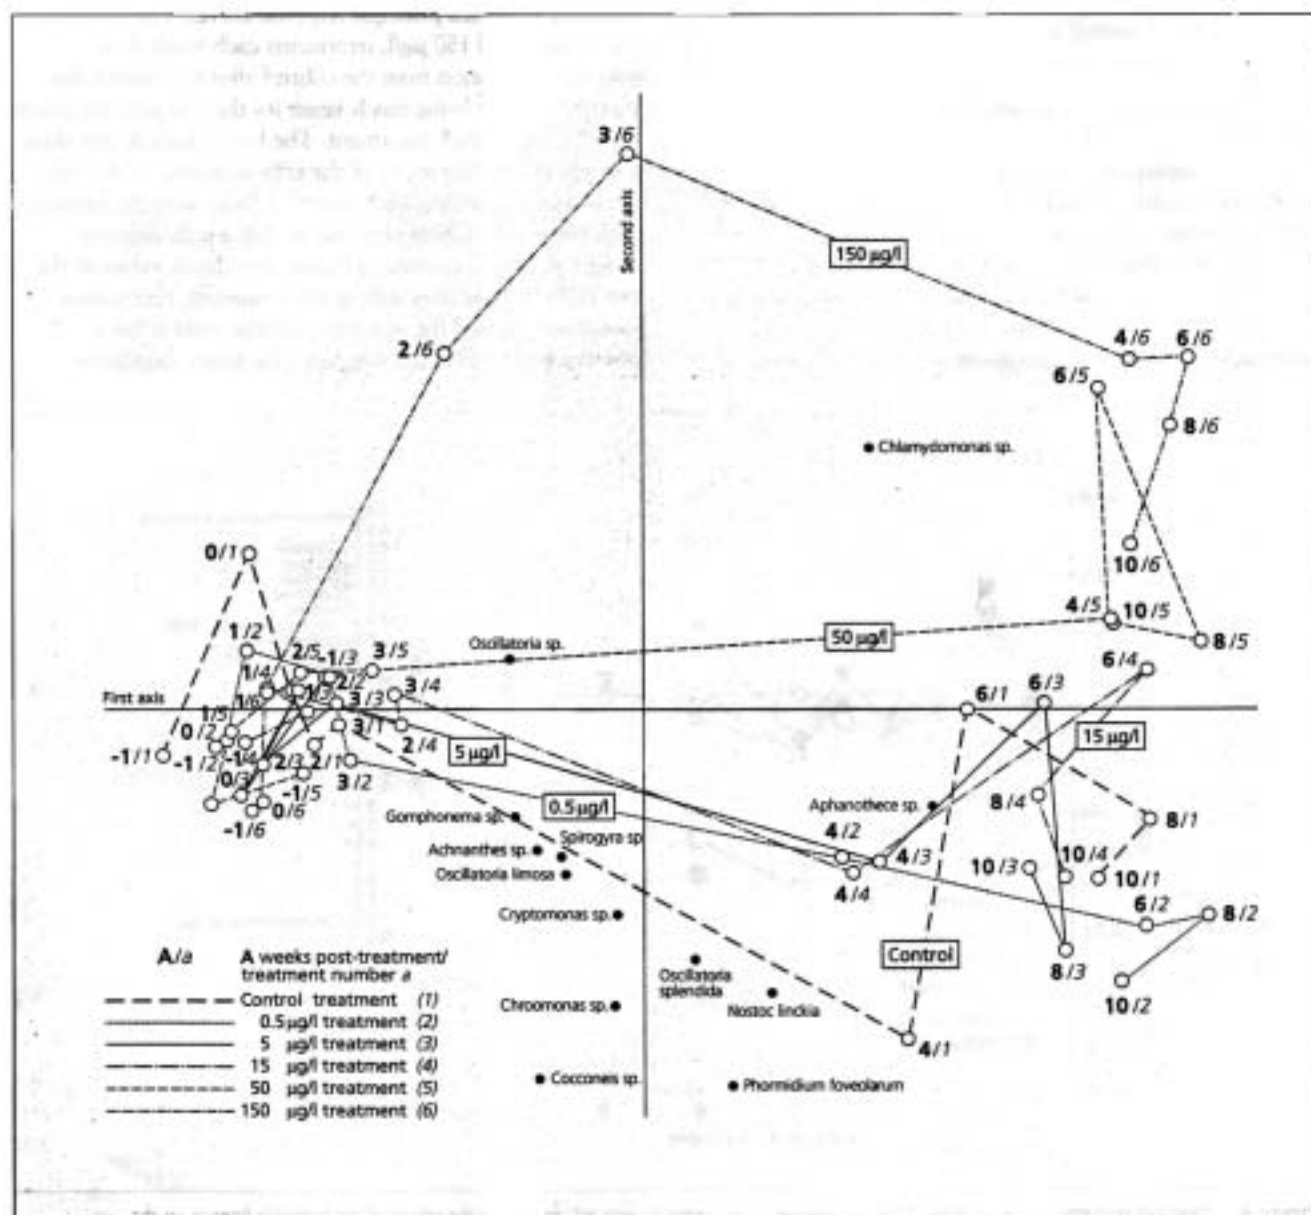 3/6
Second axis
150 µg/l
4/6 6/6
2/6
6/5
8/6
Chlamydomonas sp.
0/1
10/6
1/2
4/5 10/5
Oscillatoria sp.
50 µg/l
8/5
2/5 -1/3 3/5
6/4
1/4 2/2
First axis
1/6 1/3 3/3 3/4
6/1 6/3
1/5
0/2 3/1
15 µg/l
-1/1 -1/2 -1/4 2/3 2/1 2/4
5 µg/l
0/3 -1/5 3/2
0.5 µg/l
Aphanothece sp.
8/4
8/1
-1/6 0/6
Gomphonema sp.
Spirogyra sp
4/2
Achnanthes sp.
4/3
10/3 10/4
10/1
Oscillatoria limosa
4/4
Cryptomonas sp.
6/2 8/2
Control
8/3
Oscillatoria
splendida
10/2
Chroomonas sp.
Nostoc linckia
4/1
Cocconeis sp.
Phormidium foveolarum
A/a A weeks post-treatment/
treatment number a
Control treatment (1)
0.5µg/l treatment (2)
5 µg/l treatment (3)
15 µg/l treatment (4)
50 µg/l treatment (5)
150 µg/l treatment (6)